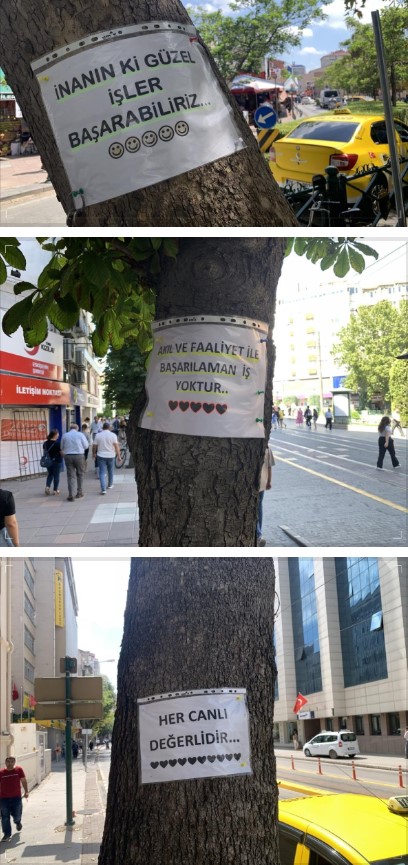 İNANIN Kİ GÜZEL
İŞLER
BAŞARABİLİRİZ...
AKIL VE FAALİYET İLE
BAŞARILAMAN İŞ
YOKTUR..
İLETİŞİM NOKTASI
HER CANLI
DEĞERLİDİR...